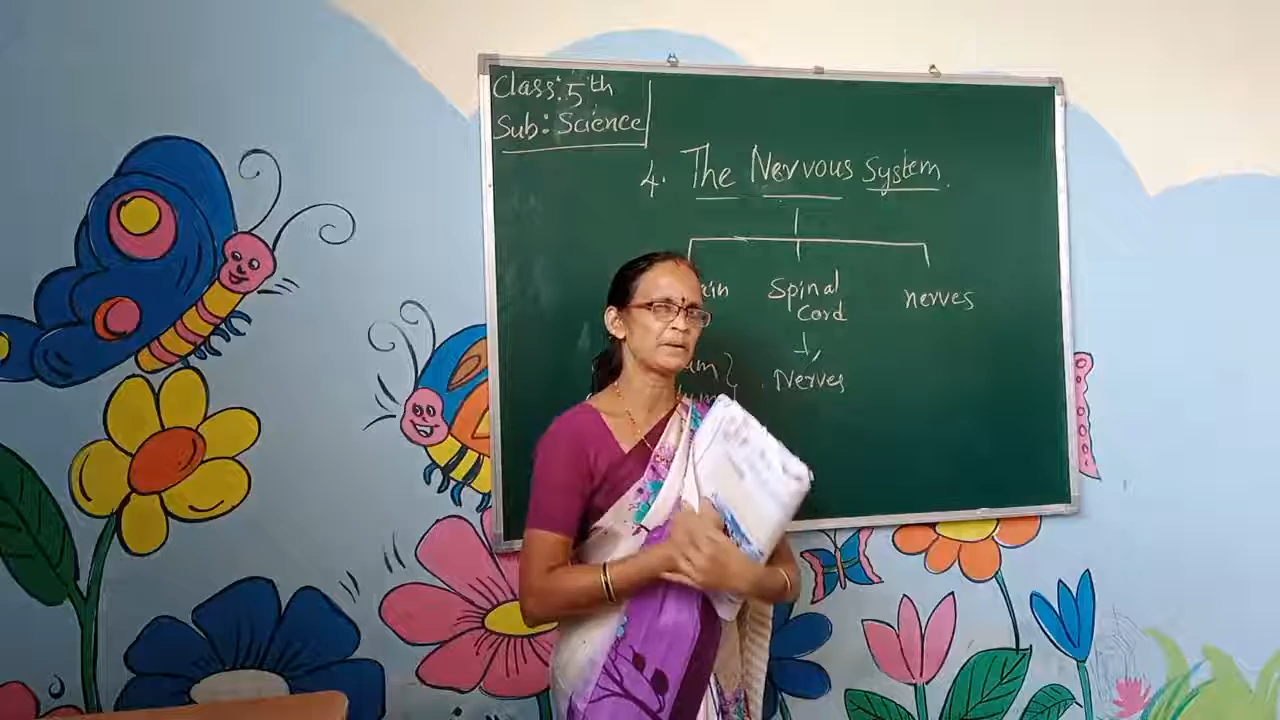 Class: 5th
Sub: Science
4. The Nervous System.
Spinal
Cord
nerves
Nerves